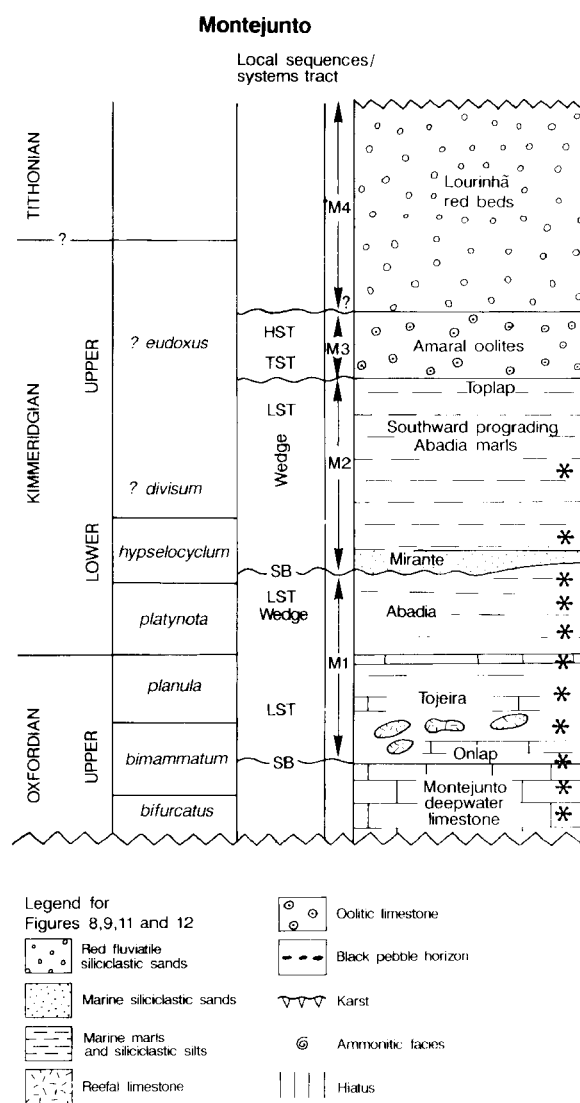 Montejunto
Local sequences/
systems tract
TITHONIAN
?
KIMMERIDGIAN
UPPER
LOWER
OXFORDIAN
UPPER
? eudoxus
? divisum
hypselocyclum
platynota
planula
bimammatum
bifurcatus
HST
TST
LST
Wedge
SB
LST
Wedge
LST
SB
M4
?
M3
M2
M1
Lourinhã
red beds
Amaral oolites
Toplap
Southward prograding
Abadia marls
Mirante
Abadia
Tojeira
Onlap
Montejunto
deepwater
limestone
Legend for
Figures 8,9,11 and 12
Red fluviatile
siliciclastic sands
Marine siliciclastic sands
Marine marls
and siliciclastic silts
Reefal limestone
Oolitic limestone
Black pebble horizon
Karst
Ammonitic facies
Hiatus